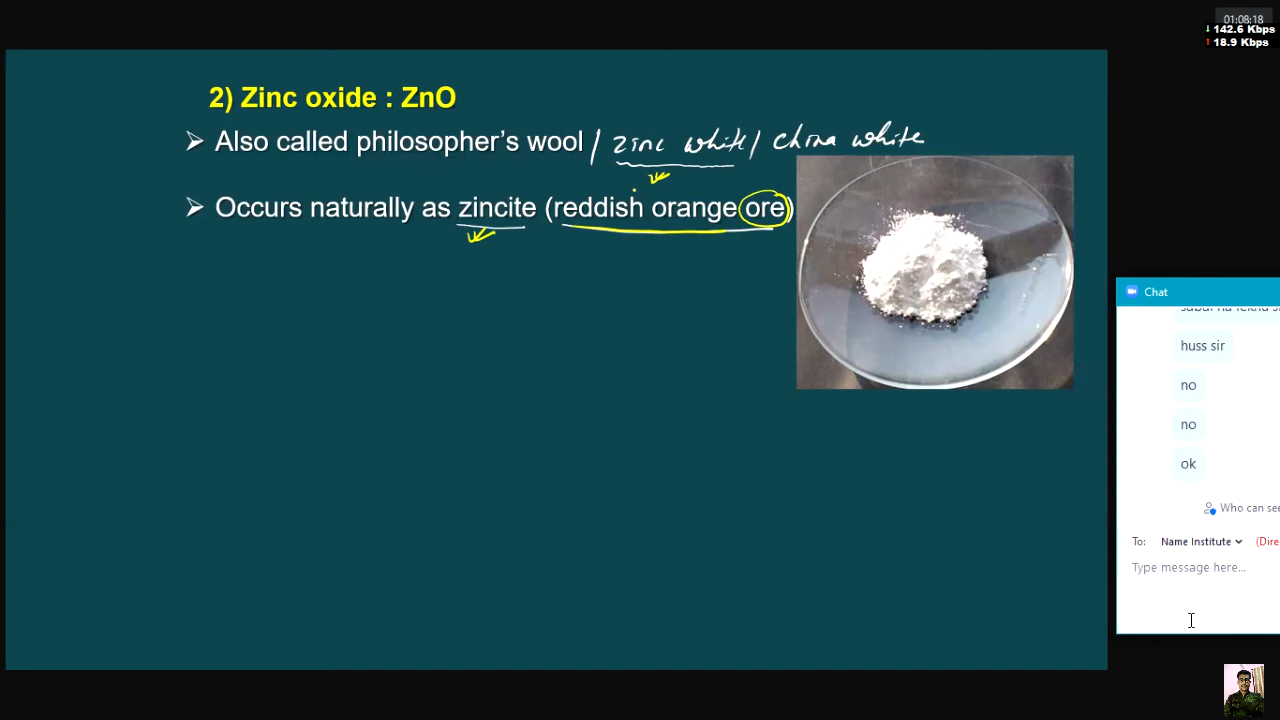 01:08:18
↓ 142.6 Kbps
↑ 18.9 Kbps
2) Zinc oxide : ZnO
➢ Also called philosopher's wool / zinc white / China white
➢ Occurs naturally as zincite (reddish orange ore)
Chat
huss sir
no
no
ok
Who can see
To: Name Institute (Dire
Type message here...